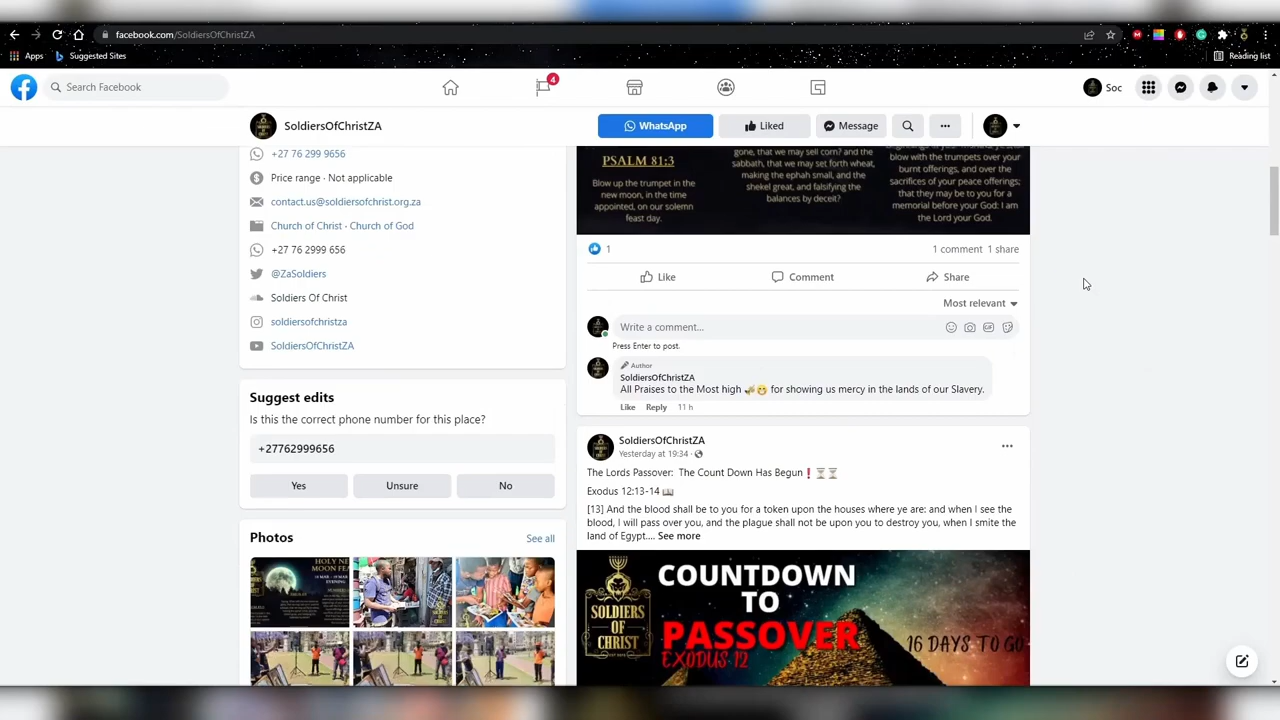 facebook.com/SoldiersOfChristZA
Apps
Suggested Sites
Reading list
Search Facebook
4
Soc
SoldiersOfChristZA
WhatsApp
Liked
Message
+27 76 299 9656
Price range · Not applicable
contact.us@soldiersofchrist.org.za
Church of Christ · Church of God
+27 76 2999 656
@ZaSoldiers
Soldiers Of Christ
soldiersofchristza
SoldiersOfChristZA
Suggest edits
Is this the correct phone number for this place?
+27762999656
Yes
Unsure
No
Photos
See all
PSALM 81:3
Blow up the trumpet in the
new moon, in the time
appointed, on our solemn
feast day.
gone, that we may sell corn? and the
sabbath, that we may set forth wheat,
making the ephah small, and the
shekel great, and falsifying the
balances by deceit?
blow with the trumpets over your
burnt offerings, and over the
sacrifices of your peace offerings;
that they may be to you for a
memorial before your God: I am
the Lord your God.
1
1 comment 1 share
Like
Comment
Share
Most relevant
Write a comment...
Press Enter to post.
Author
SoldiersOfChristZA
All Praises to the Most high 🎺😁 for showing us mercy in the lands of our Slavery.
Like Reply 11 h
SoldiersOfChristZA
Yesterday at 19:34 ·
The Lords Passover: The Count Down Has Begun❗⏳⏳
Exodus 12:13-14 📖
[13] And the blood shall be to you for a token upon the houses where ye are: and when I see the
blood, I will pass over you, and the plague shall not be upon you to destroy you, when I smite the
land of Egypt.... See more
SOLDIERS
OF
CHRIST
COUNTDOWN
TO
PASSOVER
EXODUS 12
16 DAYS TO GO